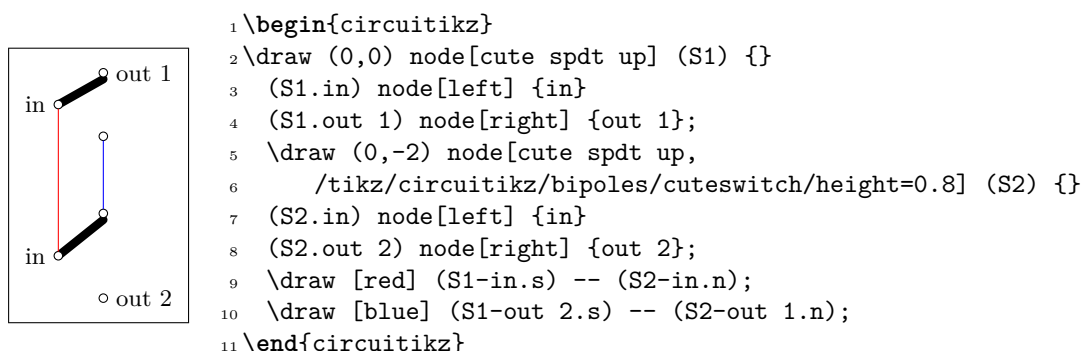 out 1
in
in
out 2
1 \begin{circuitikz}
2 \draw (0,0) node[cute spdt up] (S1) {}
3 (S1.in) node[left] {in}
4 (S1.out 1) node[right] {out 1};
5 \draw (0,-2) node[cute spdt up,
6 /tikz/circuitikz/bipoles/cuteswitch/height=0.8] (S2) {}
7 (S2.in) node[left] {in}
8 (S2.out 2) node[right] {out 2};
9 \draw [red] (S1-in.s) -- (S2-in.n);
10 \draw [blue] (S1-out 2.s) -- (S2-out 1.n);
11 \end{circuitikz}